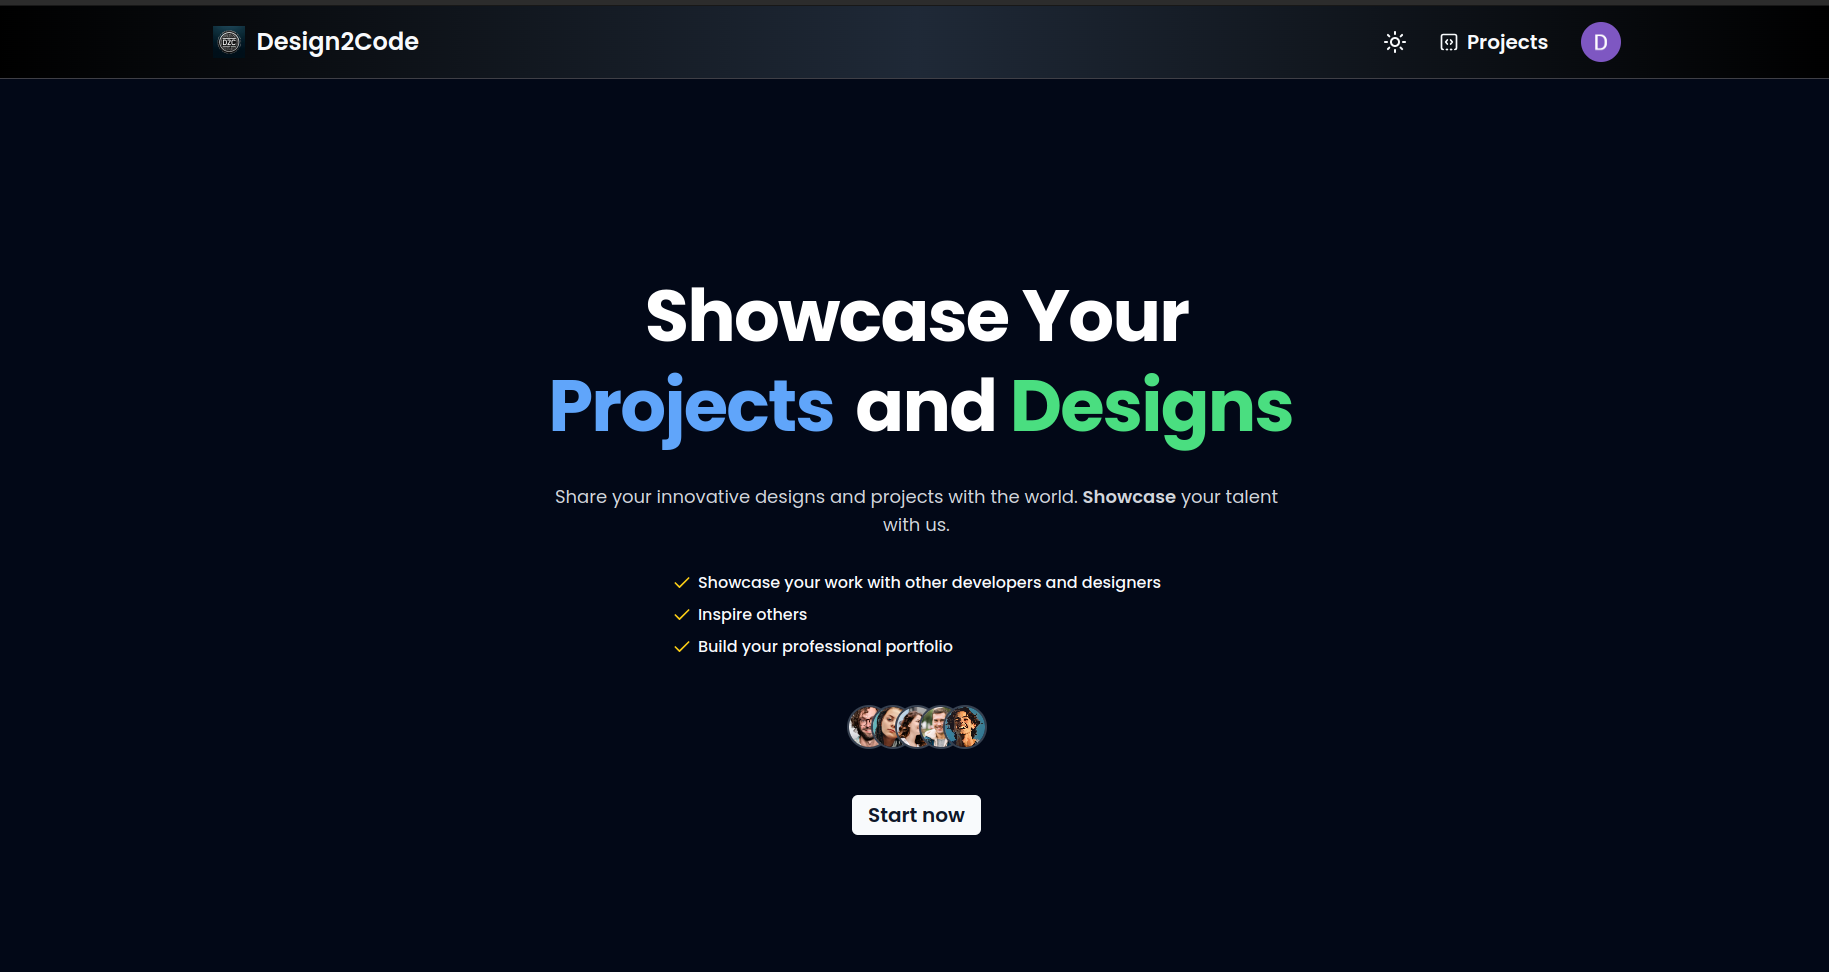 D2C Design2Code
Projects
D
Showcase Your
Projects and Designs
Share your innovative designs and projects with the world. Showcase your talent
with us.
Showcase your work with other developers and designers
Inspire others
Build your professional portfolio
Start now